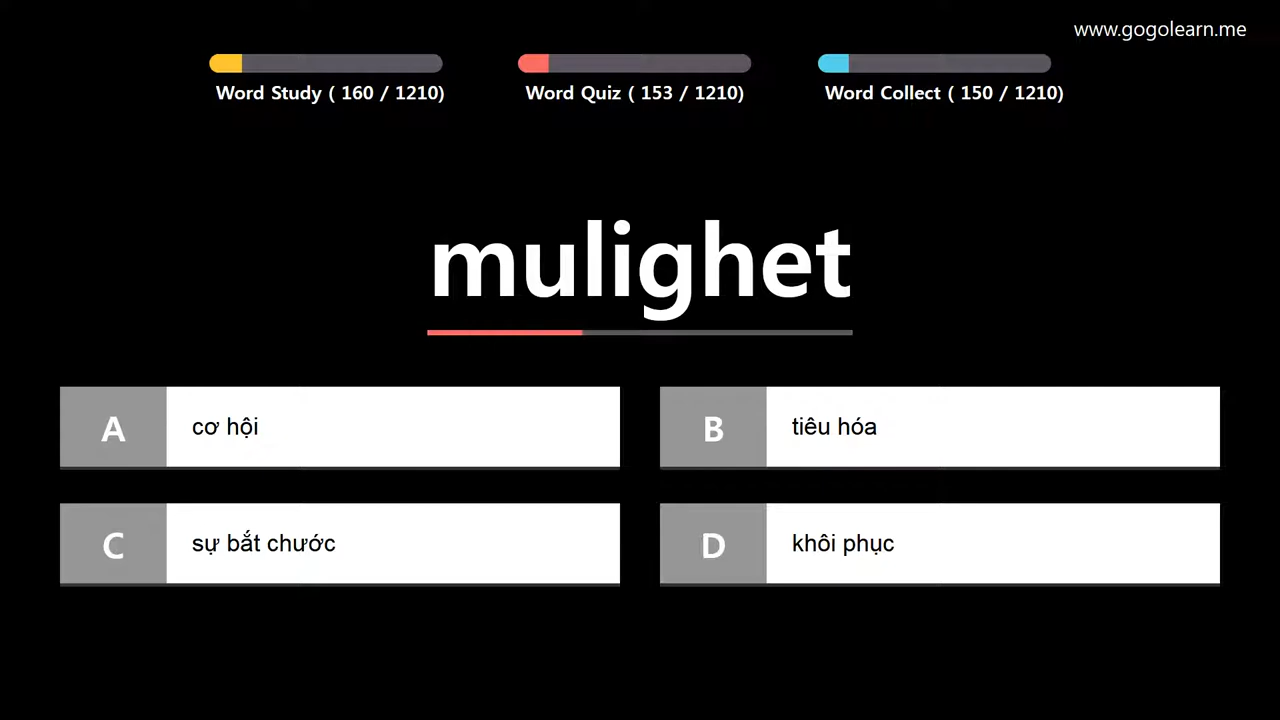 www.gogolearn.me
Word Study ( 160 / 1210)
Word Quiz ( 153 / 1210)
Word Collect ( 150 / 1210)
mulighet
A cơ hội
B tiêu hóa
C sự bắt chước
D khôi phục